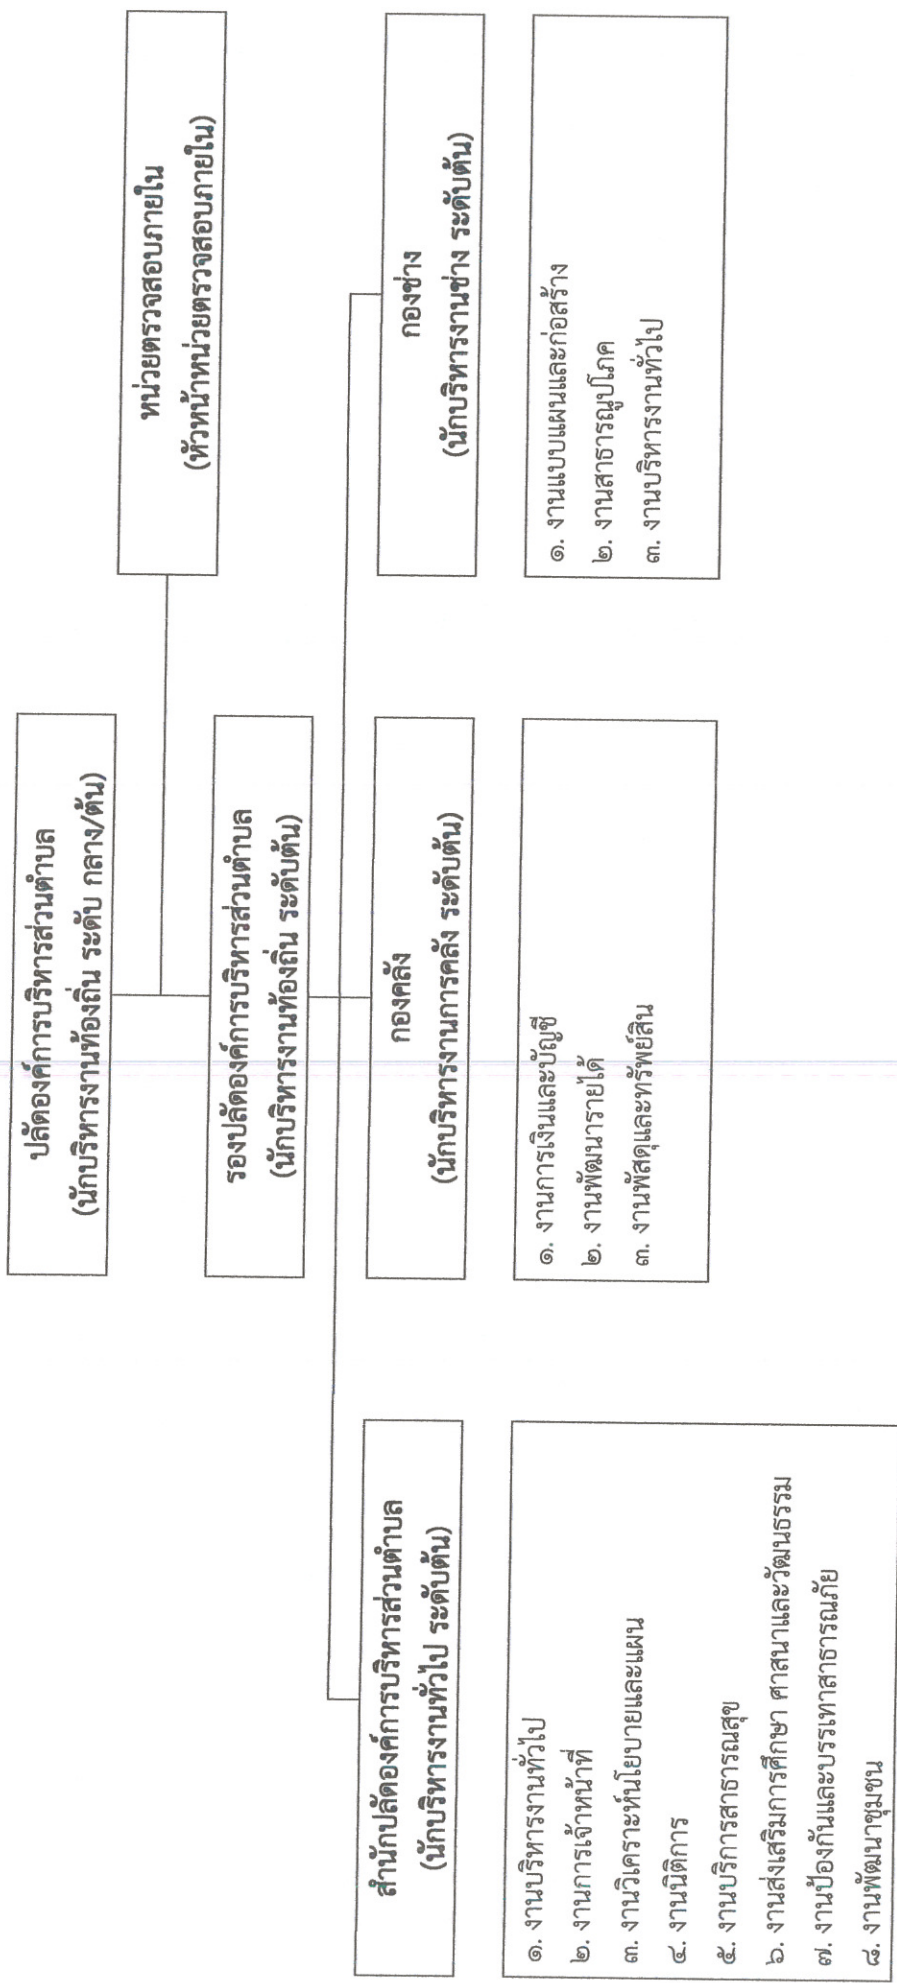 ปลัดองค์การบริหารส่วนตำบล
(นักบริหารงานท้องถิ่น ระดับ กลาง/ต้น)
หน่วยตรวจสอบภายใน
(หัวหน้าหน่วยตรวจสอบภายใน)
รองปลัดองค์การบริหารส่วนตำบล
(นักบริหารงานท้องถิ่น ระดับต้น)
สำนักปลัดองค์การบริหารส่วนตำบล
(นักบริหารงานทั่วไป ระดับต้น)
๑. งานบริหารงานทั่วไป
๒. งานการเจ้าหน้าที่
๓. งานวิเคราะห์นโยบายและแผน
๔. งานนิติการ
๕. งานบริการสาธารณสุข
๖. งานส่งเสริมการศึกษา ศาสนาและวัฒนธรรม
๗. งานป้องกันและบรรเทาสาธารณภัย
๘. งานพัฒนาชุมชน
กองคลัง
(นักบริหารงานการคลัง ระดับต้น)
๑. งานการเงินและบัญชี
๒. งานพัฒนารายได้
๓. งานพัสดุและทรัพย์สิน
กองช่าง
(นักบริหารงานช่าง ระดับต้น)
๑. งานแบบแผนและก่อสร้าง
๒. งานสาธารณูปโภค
๓. งานบริหารงานทั่วไป